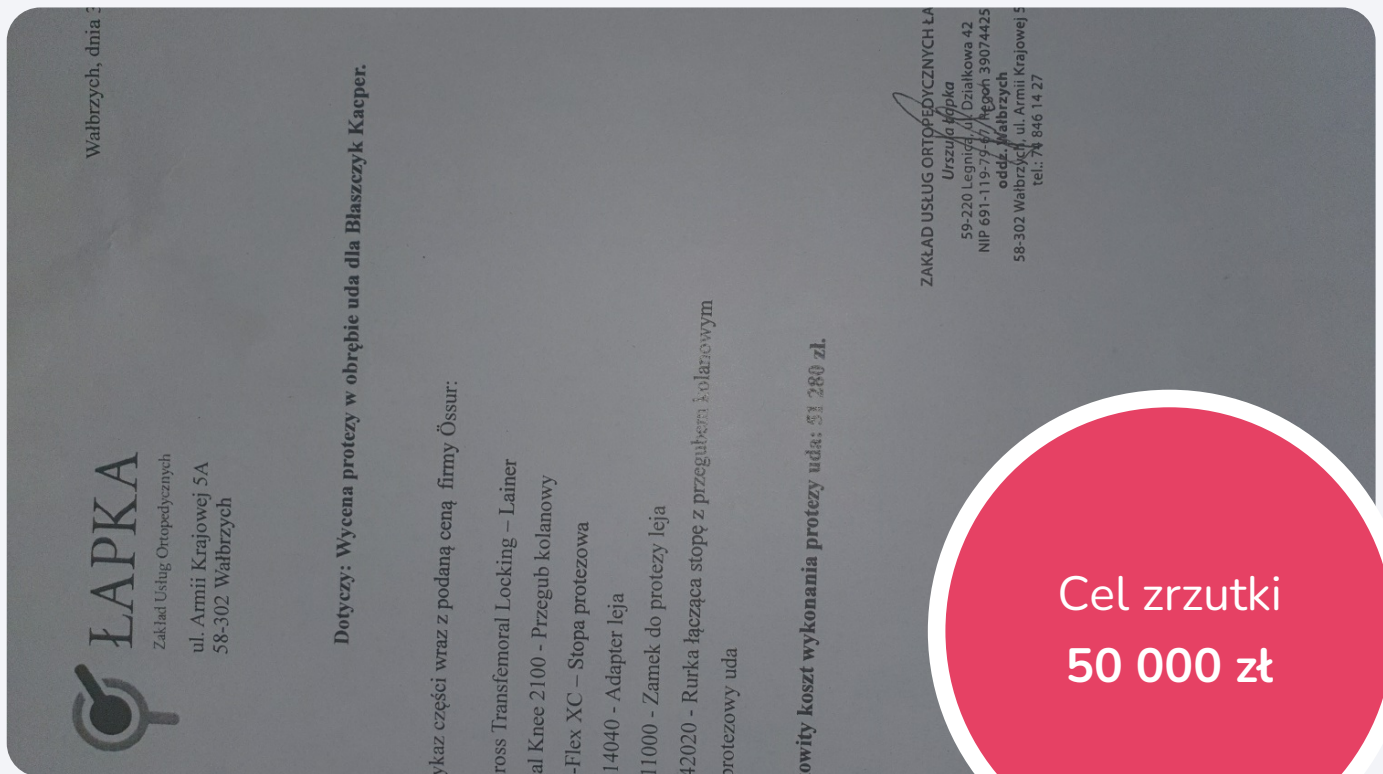 Wałbrzych, dnia
ŁAPKA
Zakład Usług Ortopedycznych
ul. Armii Krajowej 5A
58-302 Wałbrzych
Dotyczy: Wycena protezy w obrębie uda dla Błaszczyk Kacper.
ykaz części wraz z podaną ceną firmy Össur:
ross Transfemoral Locking – Lainer
al Knee 2100 - Przegub kolanowy
-Flex XC – Stopa protezowa
14040 - Adapter leja
11000 - Zamek do protezy leja
42020 - Rurka łącząca stopę z przegubem kolanowym
protezowy uda
owity koszt wykonania protezy uda: 51 280 zł.
ZAKŁAD USŁUG ORTOPEDYCZNYCH ŁA
Urszula Łapka
59-220 Legnica, ul. Działkowa 42
NIP 691-119-79-67 Regon 39074425
oddz. Wałbrzych
58-302 Wałbrzych, ul. Armii Krajowej 5
tel.: 74 846 14 27
Cel zrzutki
50 000 zł